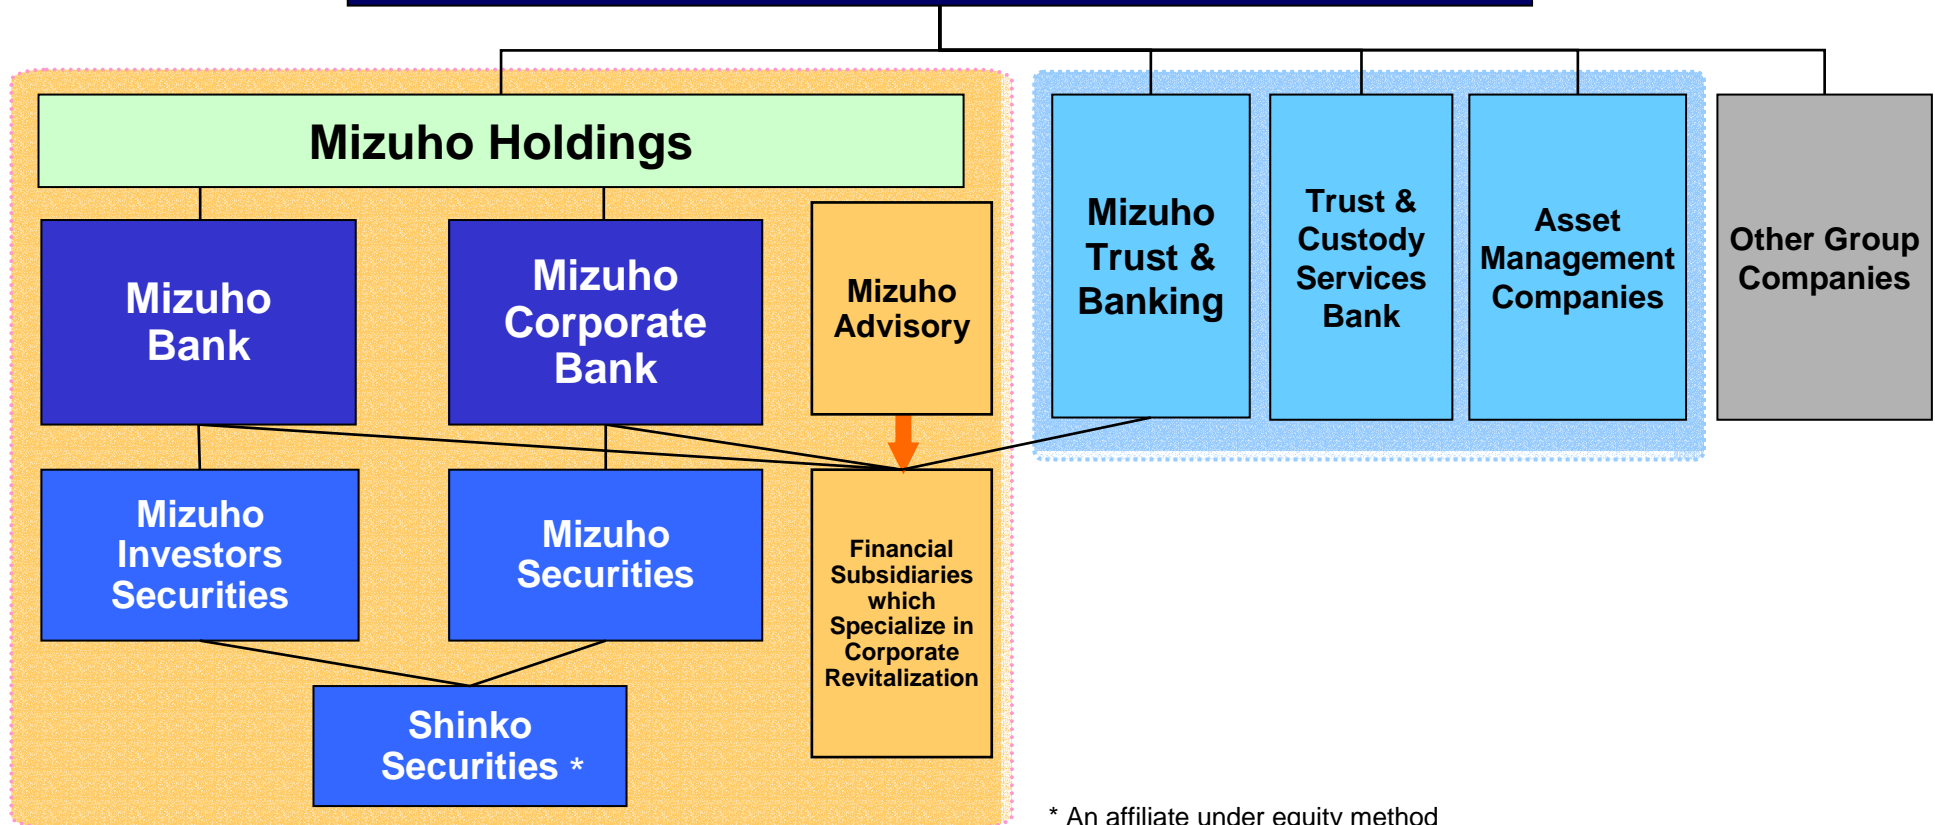 Mizuho Holdings
Mizuho
Bank
Mizuho
Corporate
Bank
Mizuho
Advisory
Mizuho
Trust &
Banking
Trust &
Custody
Services
Bank
Asset
Management
Companies
Other Group
Companies
Mizuho
Investors
Securities
Mizuho
Securities
Financial
Subsidiaries
which
Specialize in
Corporate
Revitalization
Shinko
Securities *
* An affiliate under equity method